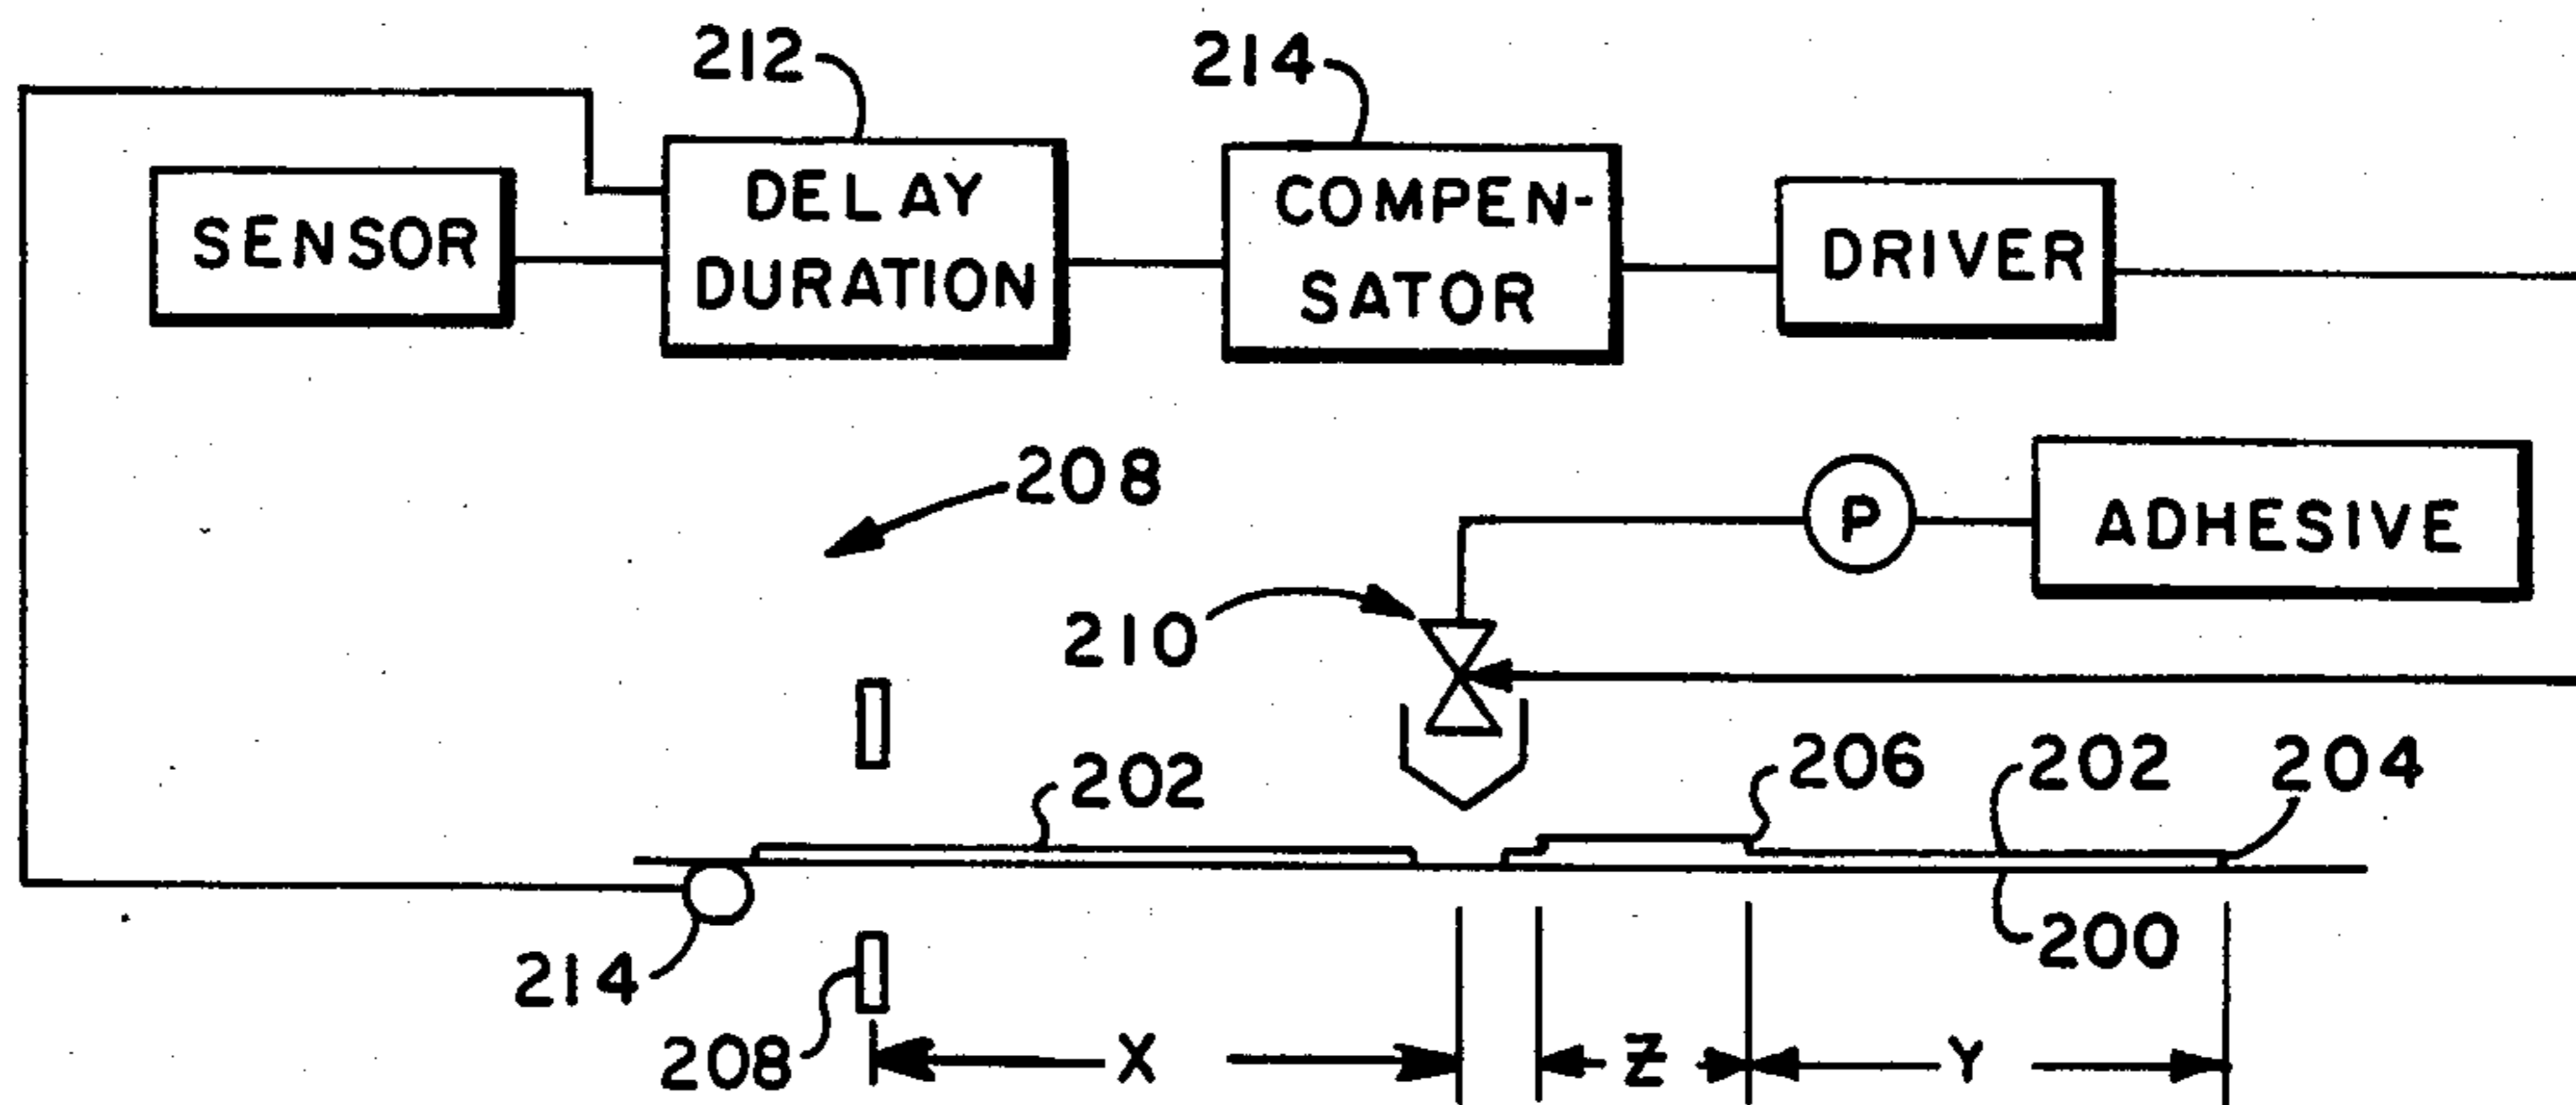 212
214
SENSOR
DELAY
DURATION
COMPEN-
SATOR
DRIVER
208
P
ADHESIVE
210
202
206
202
204
214
200
208
X
Z
Y